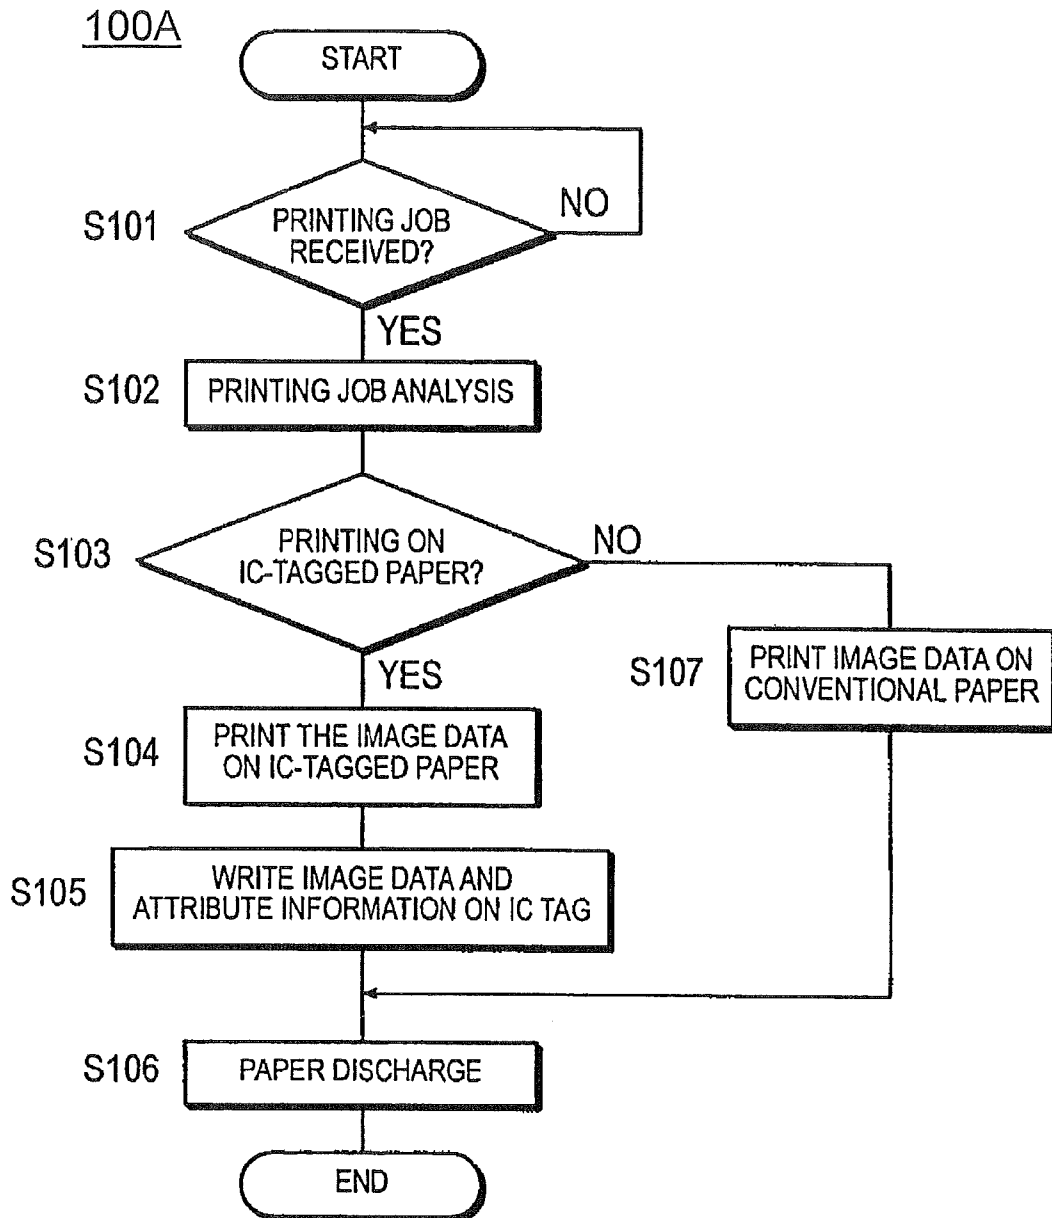 100A
START
S101
PRINTING JOB
RECEIVED?
NO
YES
S102
PRINTING JOB ANALYSIS
S103
PRINTING ON
IC-TAGGED PAPER?
NO
YES
S107
PRINT IMAGE DATA ON
CONVENTIONAL PAPER
S104
PRINT THE IMAGE DATA
ON IC-TAGGED PAPER
S105
WRITE IMAGE DATA AND
ATTRIBUTE INFORMATION ON IC TAG
S106
PAPER DISCHARGE
END